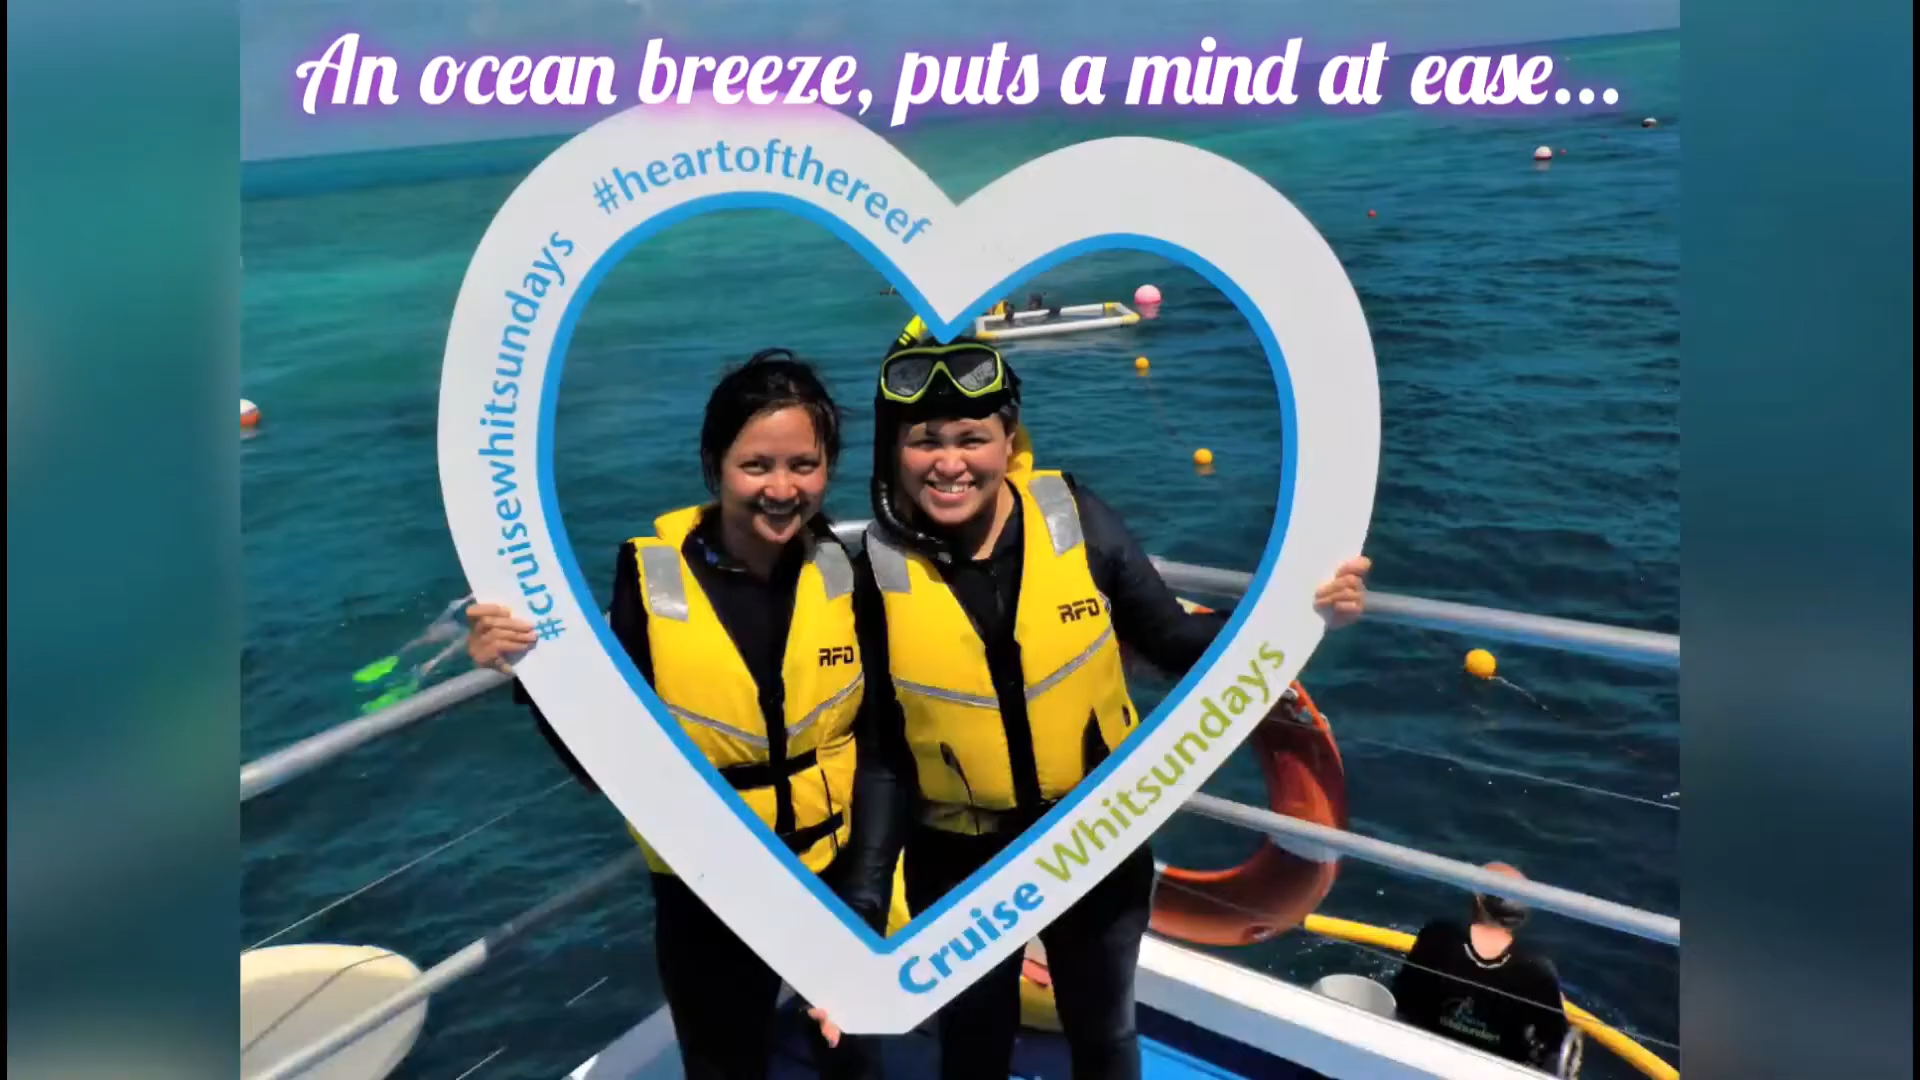 An ocean breeze, puts a mind at ease...
#heartofthereef
#cruisewhitsundays
RFD
RFD
Cruise Whitsundays